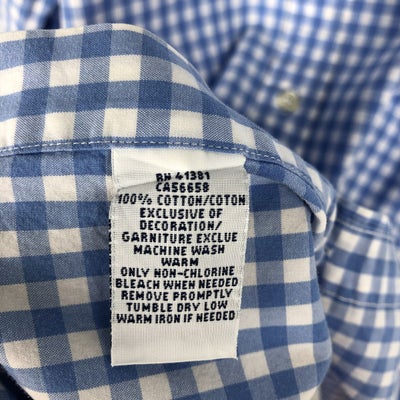 RN 41381
CA56658
100% COTTON/COTON
EXCLUSIVE OF
DECORATION/
GARNITURE EXCLUE
MACHINE WASH
WARM
ONLY NON-CHLORINE
BLEACH WHEN NEEDED
REMOVE PROMPTLY
TUMBLE DRY LOW
WARM IRON IF NEEDED